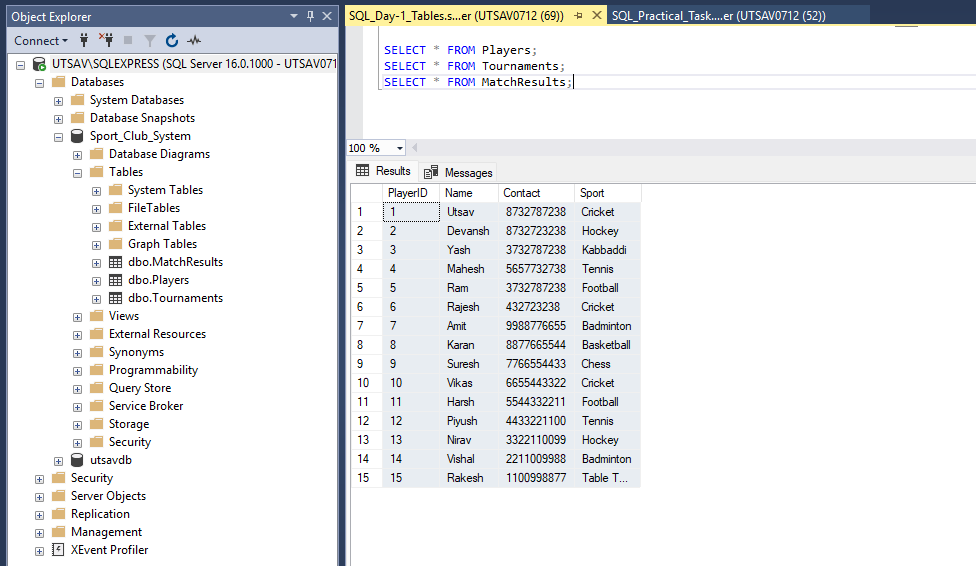 Object Explorer
Connect
UTSAV\SQLEXPRESS (SQL Server 16.0.1000 - UTSAV071
Databases
System Databases
Database Snapshots
Sport_Club_System
Database Diagrams
Tables
System Tables
FileTables
External Tables
Graph Tables
dbo.MatchResults
dbo.Players
dbo.Tournaments
Views
External Resources
Synonyms
Programmability
Query Store
Service Broker
Storage
Security
utsavdb
Security
Server Objects
Replication
Management
XEvent Profiler
SQL_Day-1_Tables.s...er (UTSAV0712 (69)) SQL_Practical_Task....er (UTSAV0712 (52))
SELECT * FROM Players;
SELECT * FROM Tournaments;
SELECT * FROM MatchResults;
100 %
Results Messages
PlayerID Name Contact Sport
1 1 Utsav 8732787238 Cricket
2 2 Devansh 8732723238 Hockey
3 3 Yash 3732787238 Kabbaddi
4 4 Mahesh 5657732738 Tennis
5 5 Ram 3732787238 Football
6 6 Rajesh 432723238 Cricket
7 7 Amit 9988776655 Badminton
8 8 Karan 8877665544 Basketball
9 9 Suresh 7766554433 Chess
10 10 Vikas 6655443322 Cricket
11 11 Harsh 5544332211 Football
12 12 Piyush 4433221100 Tennis
13 13 Nirav 3322110099 Hockey
14 14 Vishal 2211009988 Badminton
15 15 Rakesh 1100998877 Table T...